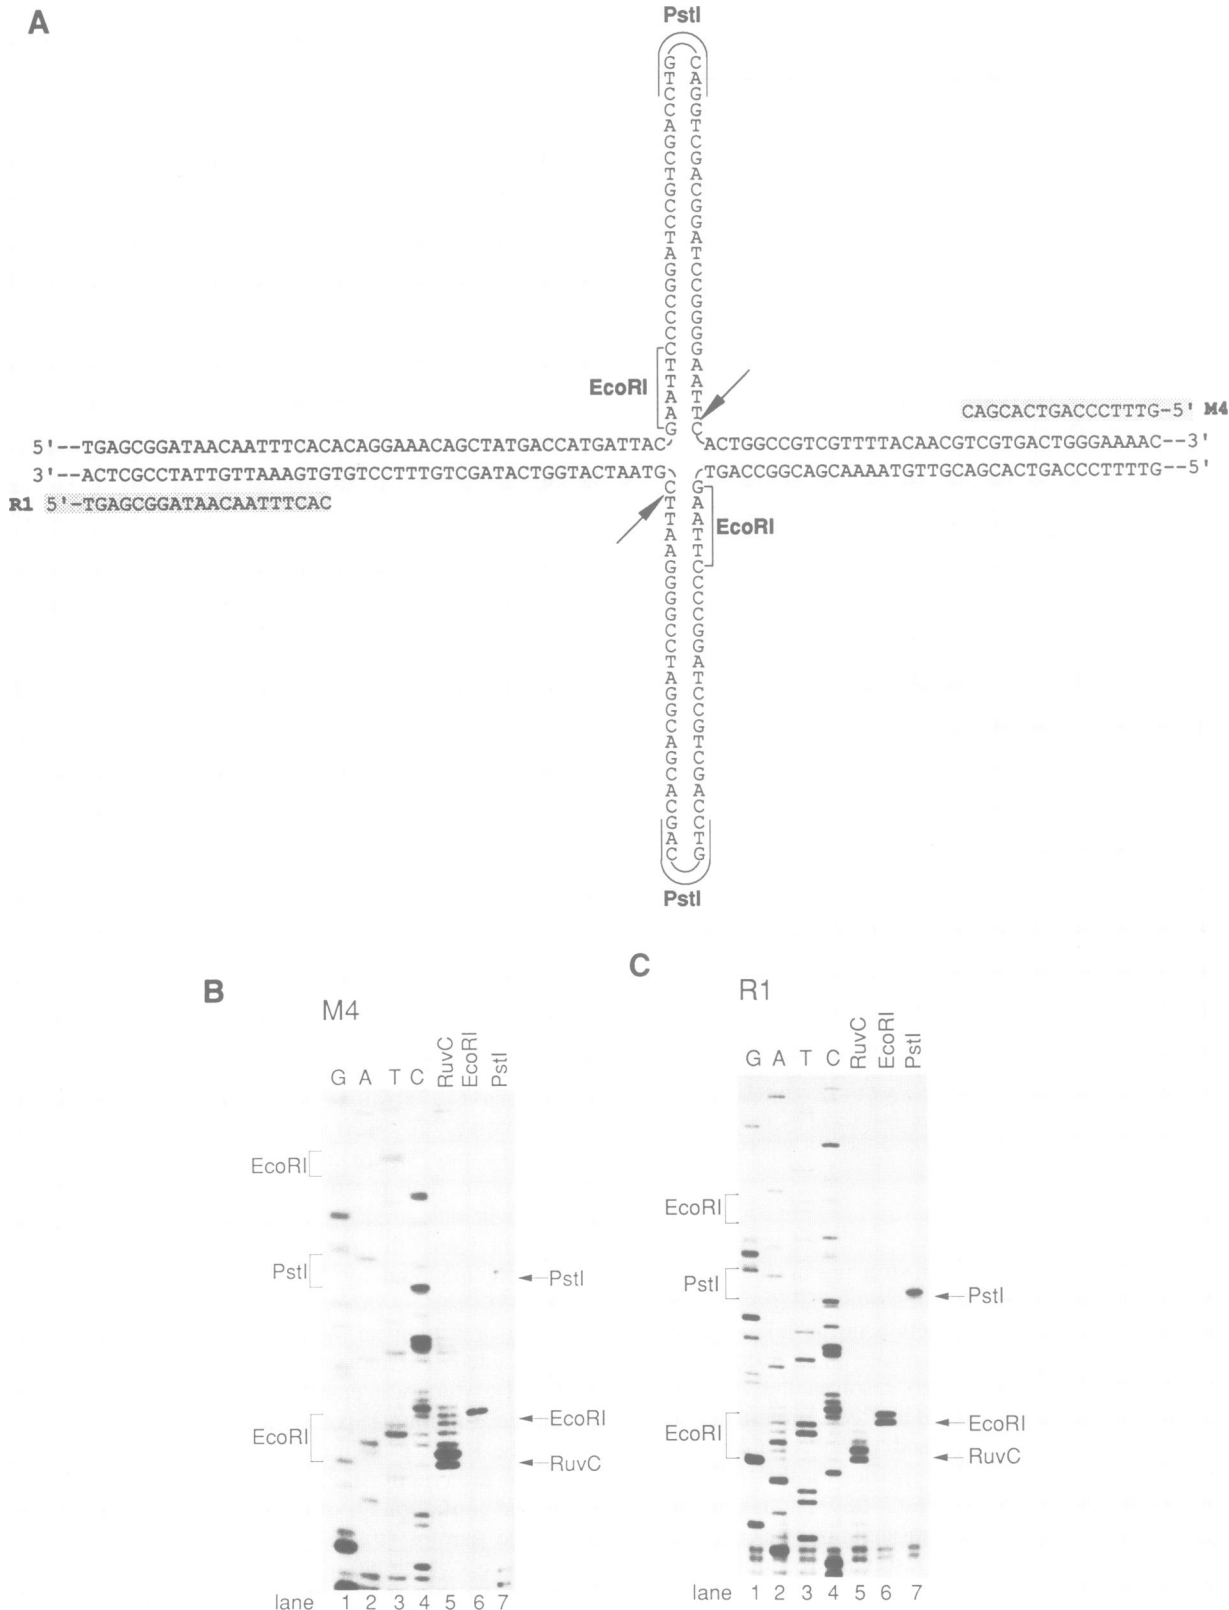 A
PstI
GTCCAGCTGCCTAGGCCCCTTAAG
CAGGTCGACGGATCCGGGGAATTC
EcoRI
CAGCACTGACCCTTTG-5' M4
5'--TGAGCGGATAACAATTTCACACAGGAAACAGCTATGACCATGATTAC ACTGGCCGTCGTTTTACAACGTCGTGACTGGGAAAAC--3'
3'--ACTCGCCTATTGTTAAAGTGTGTCCTTTGTCGATACTGGTACTAATG TGACCGGCAGCAAAATGTTGCAGCACTGACCCTTTTG--5'
R1 5'-TGAGCGGATAACAATTTCAC
CTTAAGGGGCCTAGGCAGCACGAC
GAATTCCCCGGATCCGTCGACCTG
EcoRI
PstI
B
M4
G A T C RuvC EcoRI PstI
EcoRI
PstI
EcoRI
PstI
EcoRI
RuvC
lane 1 2 3 4 5 6 7
C
R1
G A T C RuvC EcoRI PstI
EcoRI
PstI
EcoRI
PstI
EcoRI
RuvC
lane 1 2 3 4 5 6 7